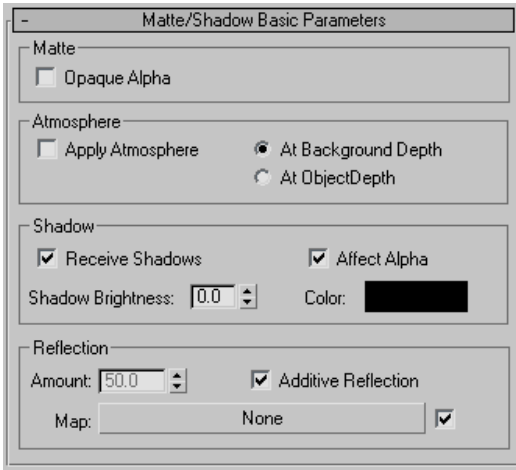 - Matte/Shadow Basic Parameters
Matte
Opaque Alpha
Atmosphere
Apply Atmosphere At Background Depth
At ObjectDepth
Shadow
Receive Shadows Affect Alpha
Shadow Brightness: 0.0 Color:
Reflection
Amount: 50.0 Additive Reflection
Map: None